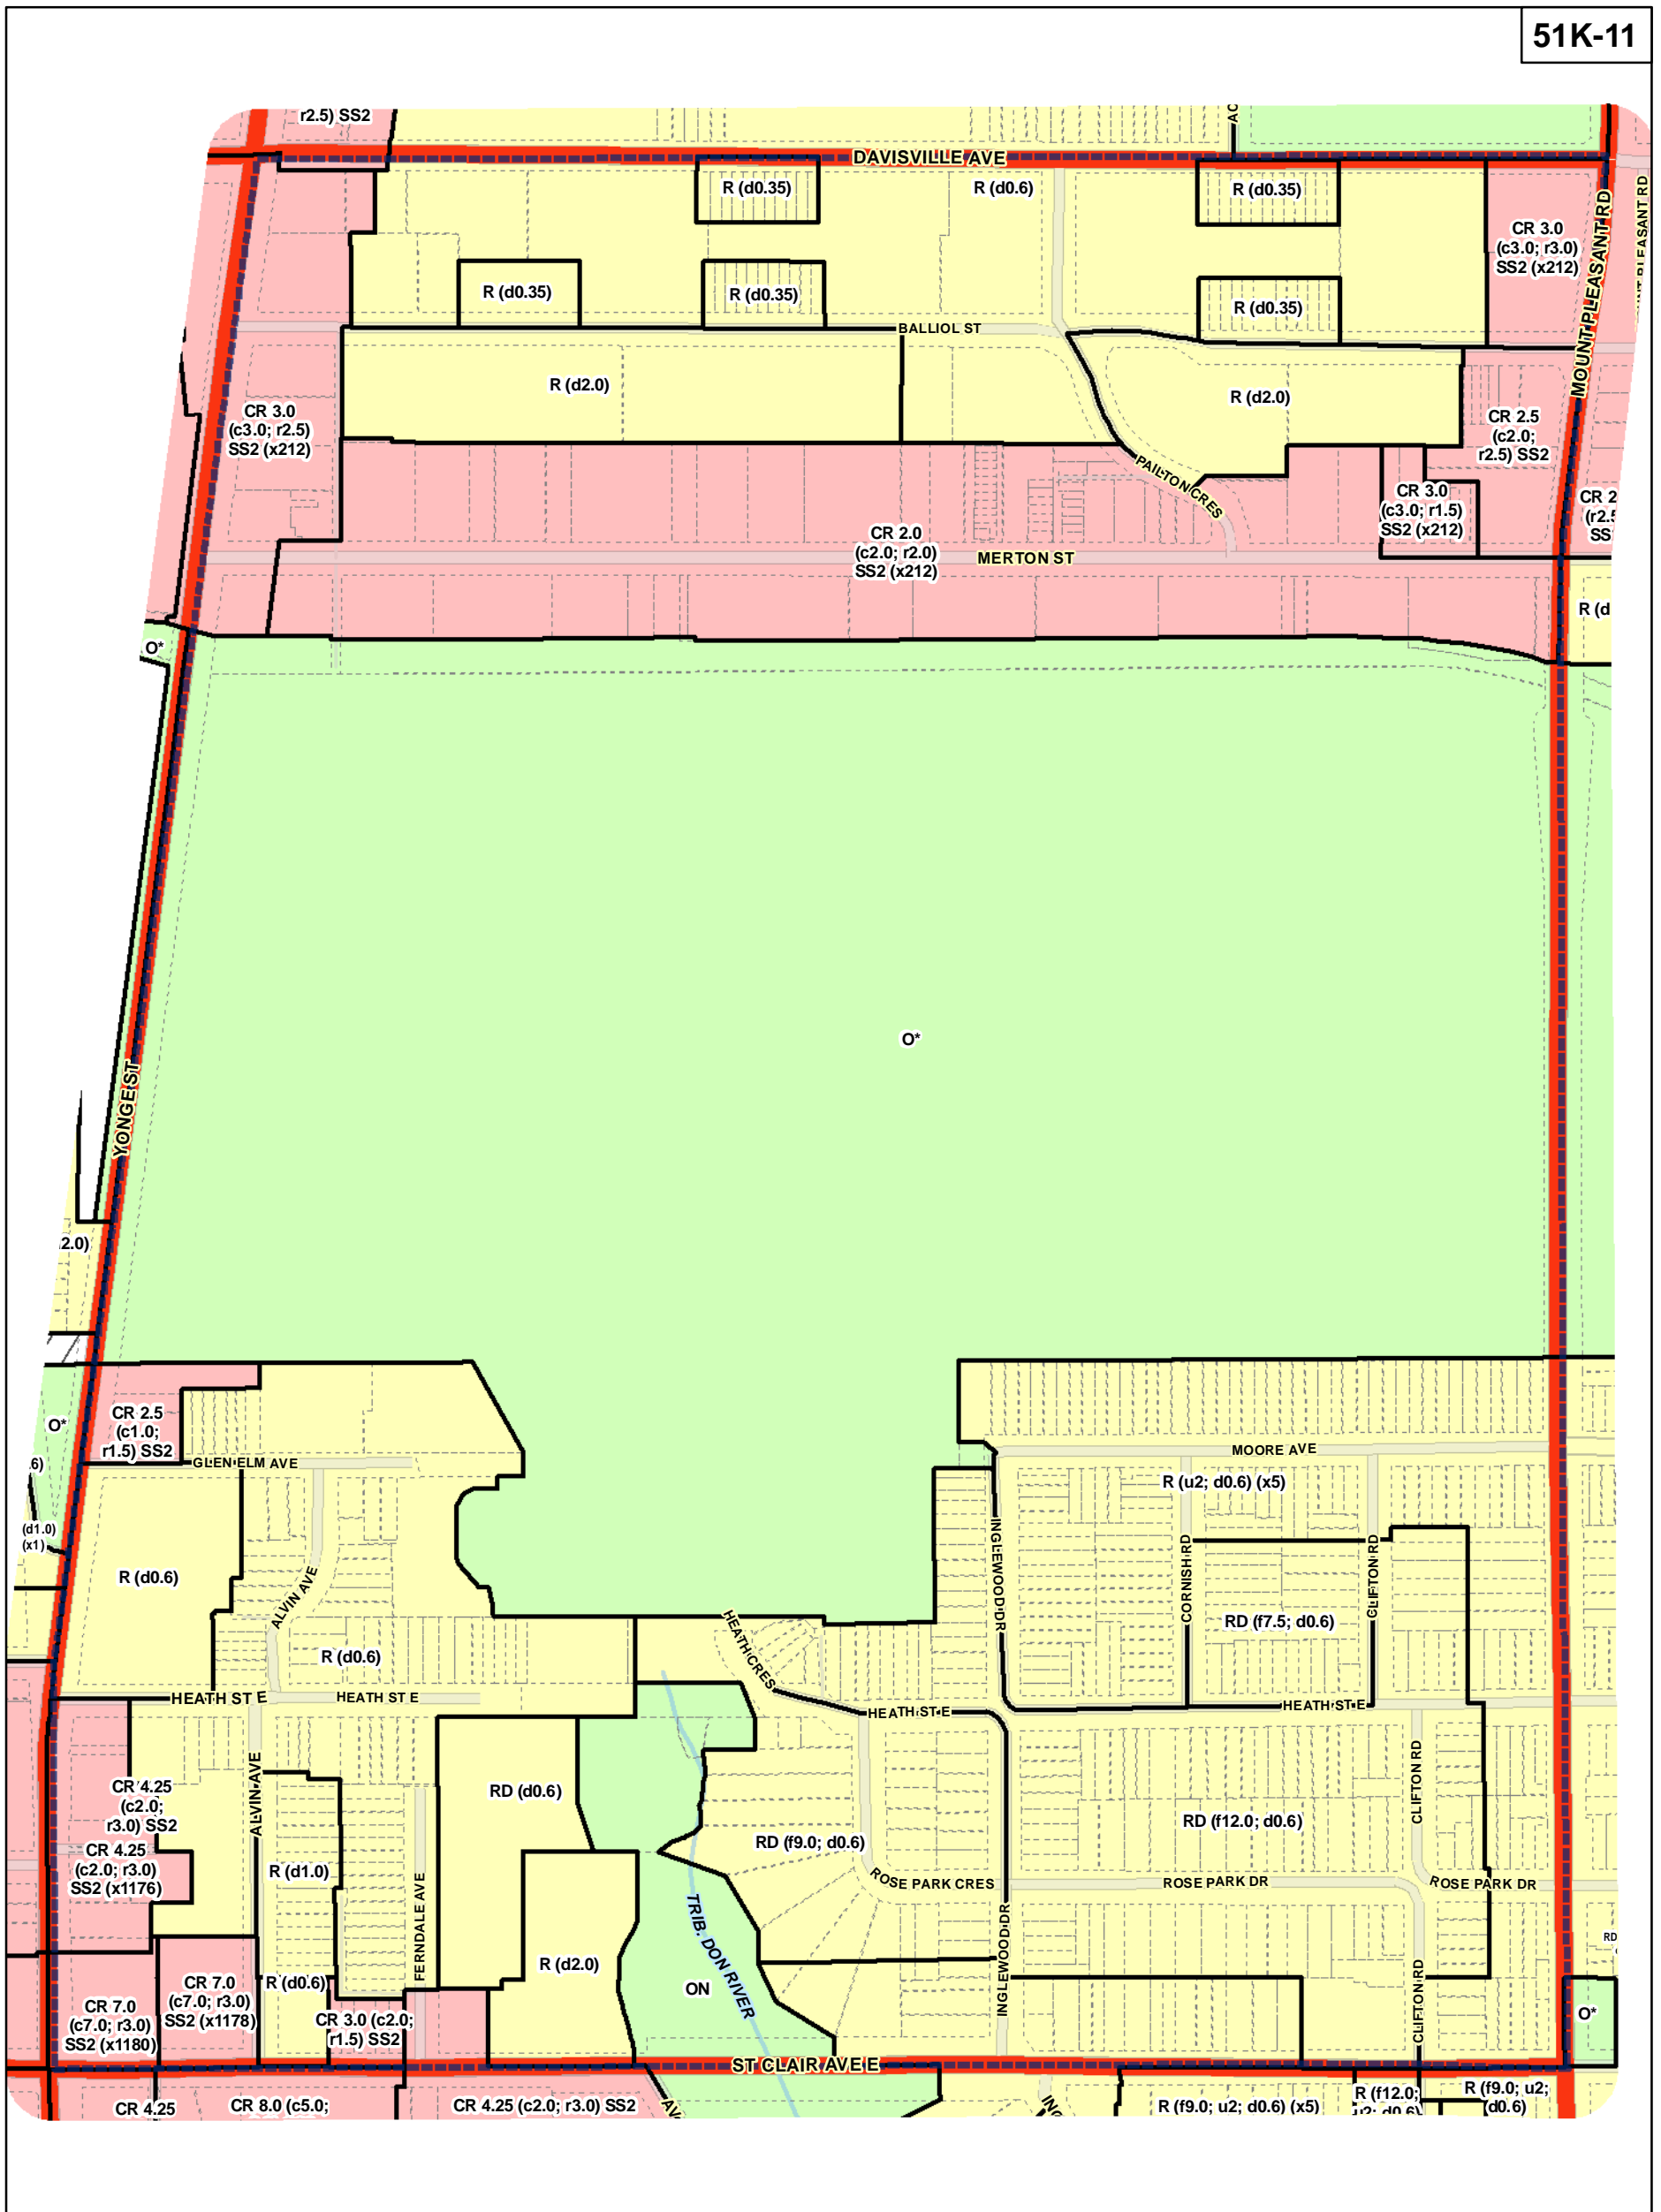 51K-11
r2.5) SS2
DAVISVILLE AVE
R (d0.35)
R (d0.6)
R (d0.35)
CR 3.0
(c3.0; r3.0)
SS2 (x212)
MOUNT PLEASANT RD
R (d0.35)
R (d0.35)
R (d0.35)
BALLIOL ST
R (d2.0)
R (d2.0)
CR 3.0
(c3.0; r2.5)
SS2 (x212)
CR 2.5
(c2.0;
r2.5) SS2
PAILTON CRES
CR 3.0
(c3.0; r1.5)
SS2 (x212)
CR 2
(r2.5
SS
CR 2.0
(c2.0; r2.0)
SS2 (x212)
MERTON ST
R (d
O*
O*
YONGE ST
2.0)
O*
CR 2.5
(c1.0;
r1.5) SS2
GLEN ELM AVE
MOORE AVE
R (u2; d0.6) (x5)
6)
(d1.0)
(x1)
R (d0.6)
ALVIN AVE
INGLEWOOD DR
CORNISH RD
CLIFTON RD
RD (f7.5; d0.6)
HEATH CRES
R (d0.6)
HEATH ST E
HEATH ST E
HEATH ST E
HEATH ST E
CR 4.25
(c2.0;
r3.0) SS2
ALVIN AVE
RD (d0.6)
CLIFTON RD
RD (f12.0; d0.6)
RD (f9.0; d0.6)
CR 4.25
(c2.0; r3.0)
SS2 (x1176)
R (d1.0)
FERNDALE AVE
ROSE PARK CRES
ROSE PARK DR
ROSE PARK DR
TRIB. DON RIVER
INGLEWOOD DR
RD
R (d2.0)
R (d0.6)
CR 7.0
(c7.0; r3.0)
SS2 (x1178)
ON
CLIFTON RD
CR 7.0
(c7.0; r3.0)
SS2 (x1180)
CR 3.0 (c2.0;
r1.5) SS2
O*
ST CLAIR AVE E
CR 4.25
CR 8.0 (c5.0;
CR 4.25 (c2.0; r3.0) SS2
R (f9.0; u2; d0.6) (x5)
R (f12.0;
u2; d0.6)
R (f9.0; u2;
d0.6)